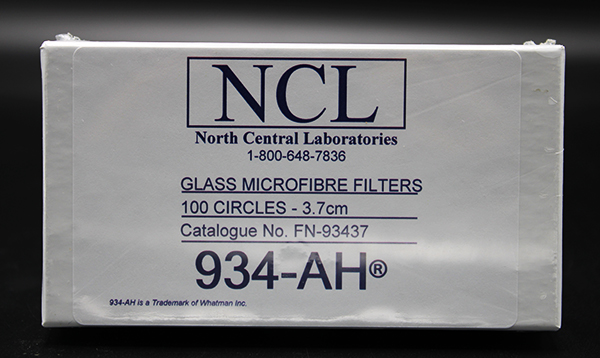 NCL
North Central Laboratories
1-800-648-7836
GLASS MICROFIBRE FILTERS
100 CIRCLES - 3.7cm
Catalogue No. FN-93437
934-AH®
934-AH is a Trademark of Whatman Inc.